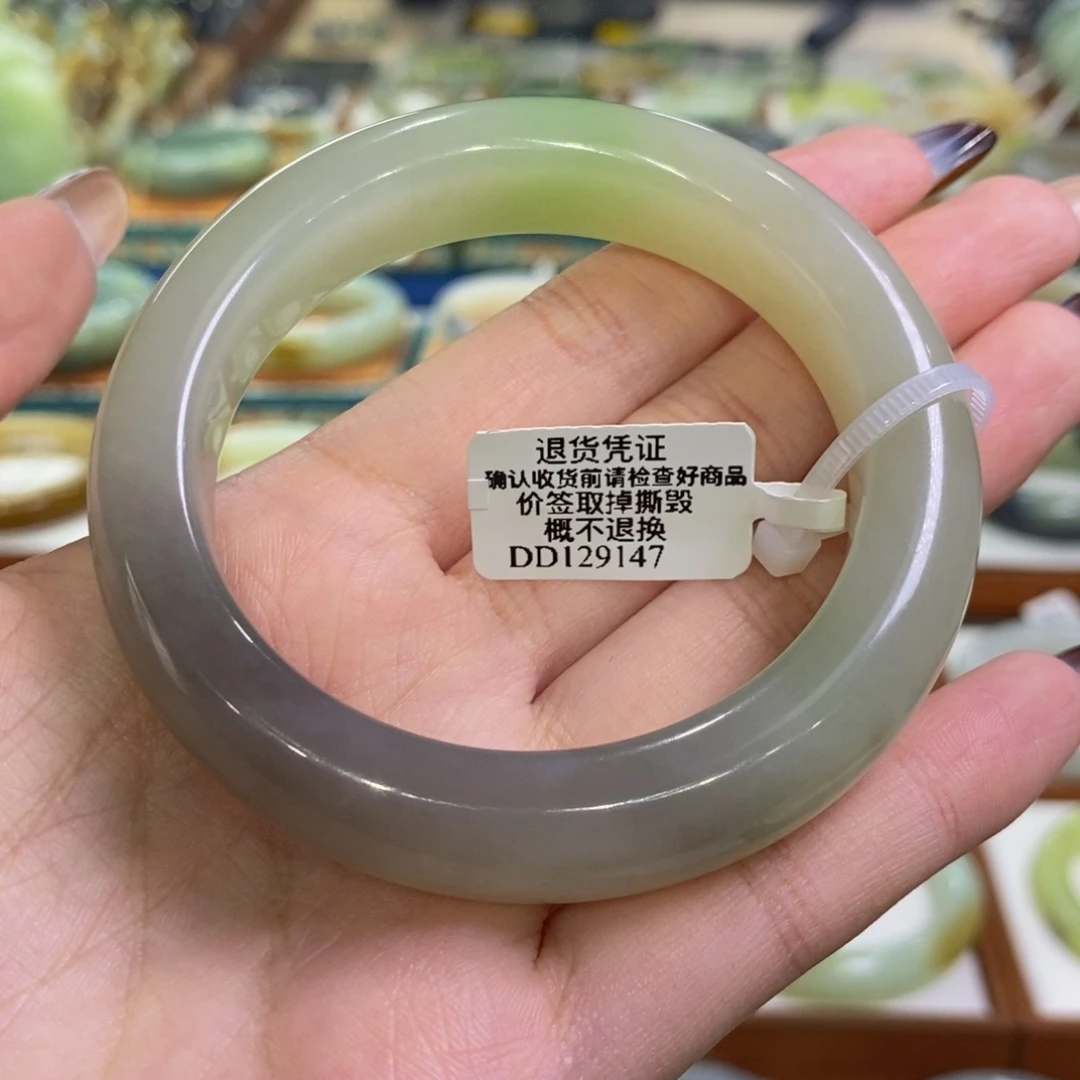 退货凭证
确认收货前请检查好商品
价签取掉撕毁
概不退换
DD129147